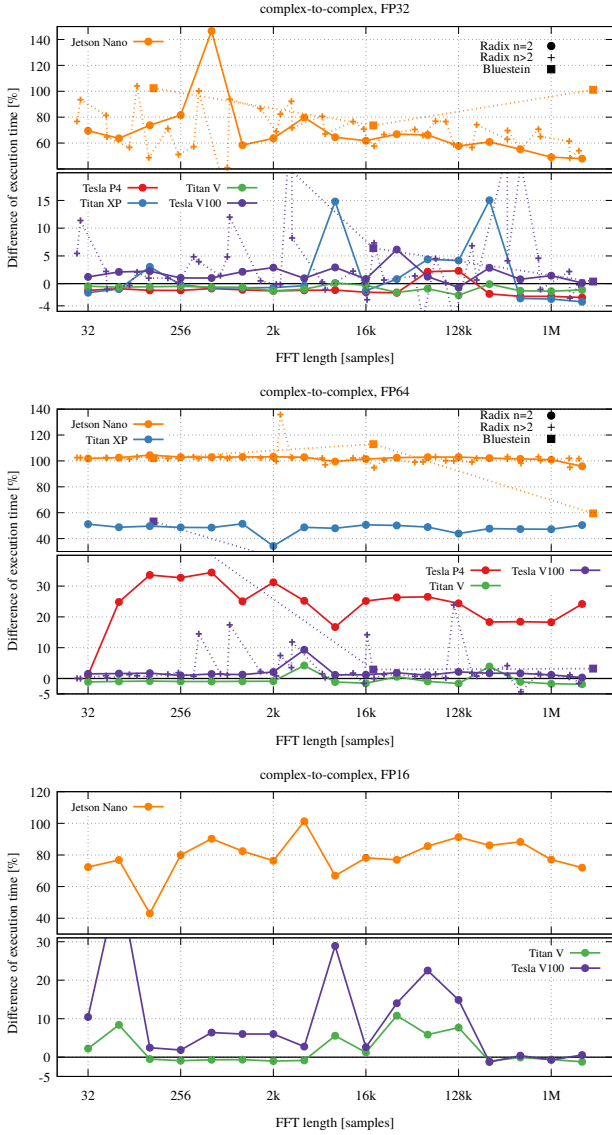 complex-to-complex, FP32
Difference of execution time [%]
140
120
100
80
60
Jetson Nano
Radix n=2
Radix n>2
Bluestein
15
10
5
0
-4
Tesla P4
Titan V
Titan XP
Tesla V100
32
256
2k
16k
128k
1M
FFT length [samples]
complex-to-complex, FP64
Difference of execution time [%]
140
120
100
80
60
40
Jetson Nano
Titan XP
Radix n=2
Radix n>2
Bluestein
30
20
10
0
-5
Tesla P4
Tesla V100
Titan V
32
256
2k
16k
128k
1M
FFT length [samples]
complex-to-complex, FP16
Difference of execution time [%]
120
100
80
60
40
Jetson Nano
30
20
10
0
-5
Titan V
Tesla V100
32
256
2k
16k
128k
1M
FFT length [samples]